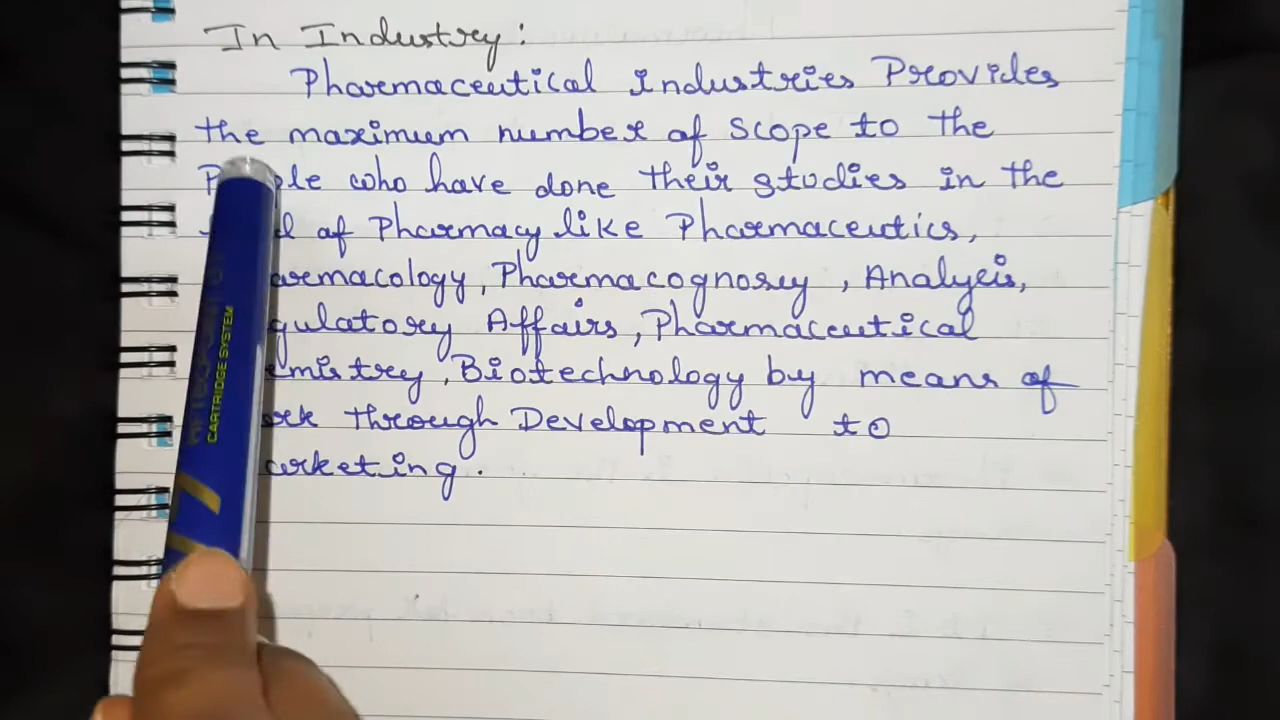 In Industry:
Pharmaceutical industries Provides
the maximum number of scope to the
who have done their studies in the
of Pharmacy like Pharmaceutics,
Pharmacognosy, Analysis,
Affairs, Pharmaceutical
Biotechnology by means of
through Development to
CARTRIDGE SYSTEM